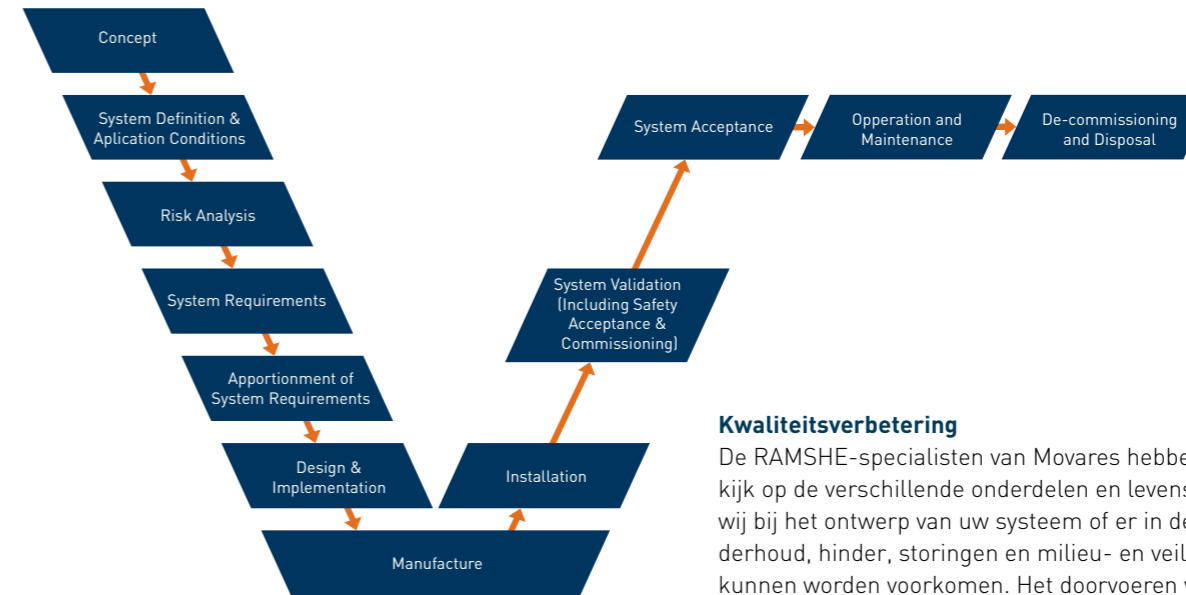 Concept
System Definition &
Aplication Conditions
Risk Analysis
System Requirements
Apportionment of
System Requirements
Design &
Implementation
Manufacture
Installation
System Validation
(Including Safety
Acceptance &
Commissioning)
System Acceptance
Opperation and
Maintenance
De-commissioning
and Disposal
Kwaliteitsverbetering
De RAMSHE-specialisten van Movares hebbe
kijk op de verschillende onderdelen en levens
wij bij het ontwerp van uw systeem of er in de
derhoud, hinder, storingen en milieu- en veil
kunnen worden voorkomen. Het doorvoeren v